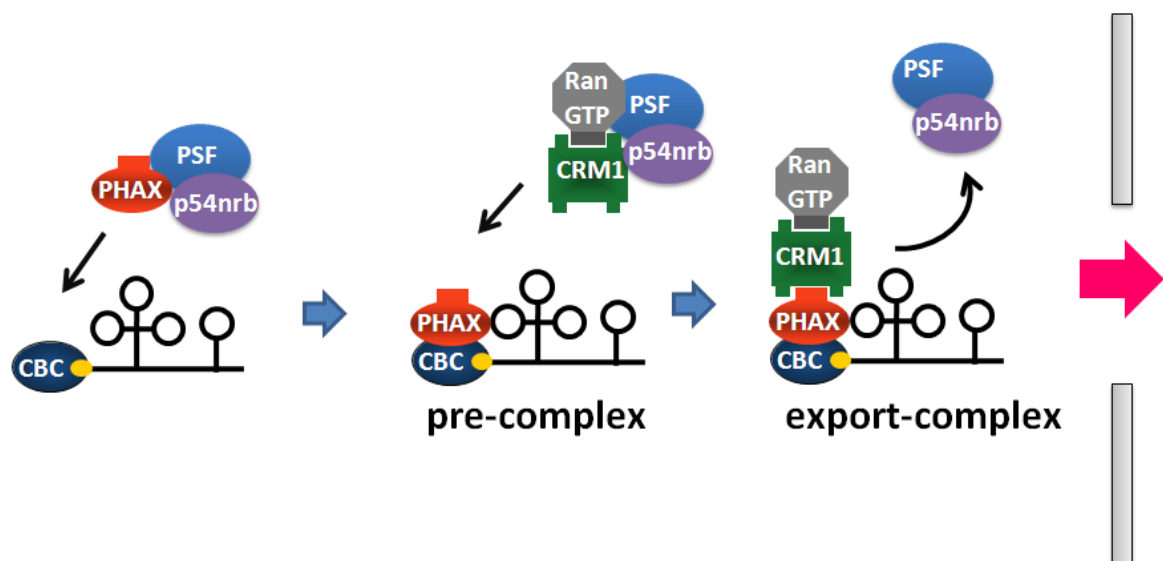 PSF
PHAX
p54nrb
CBC
Ran
GTP
PSF
CRM1
p54nrb
PHAX
CBC
pre-complex
PSF
p54nrb
Ran
GTP
CRM1
PHAX
CBC
export-complex